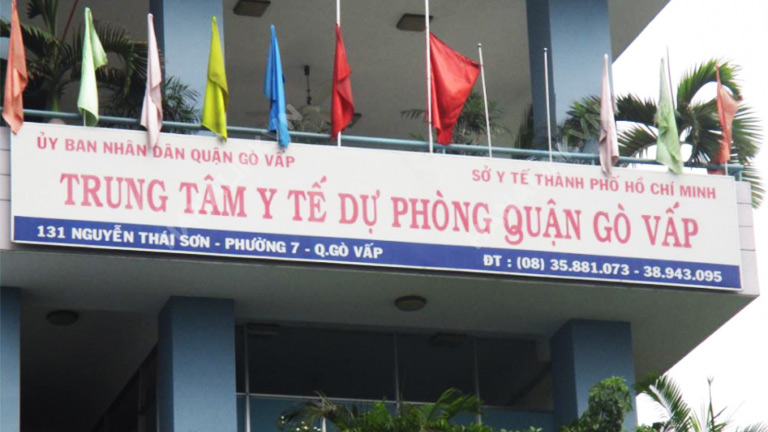 ỦY BAN NHÂN DÂN QUẬN GÒ VẤP
SỞ Y TẾ THÀNH PHỐ HỒ CHÍ MINH
TRUNG TÂM Y TẾ DỰ PHÒNG QUẬN GÒ VẤP
131 NGUYỄN THÁI SƠN - PHƯỜNG 7 - Q.GÒ VẤP
ĐT : (08) 35.881.073 - 38.943.095